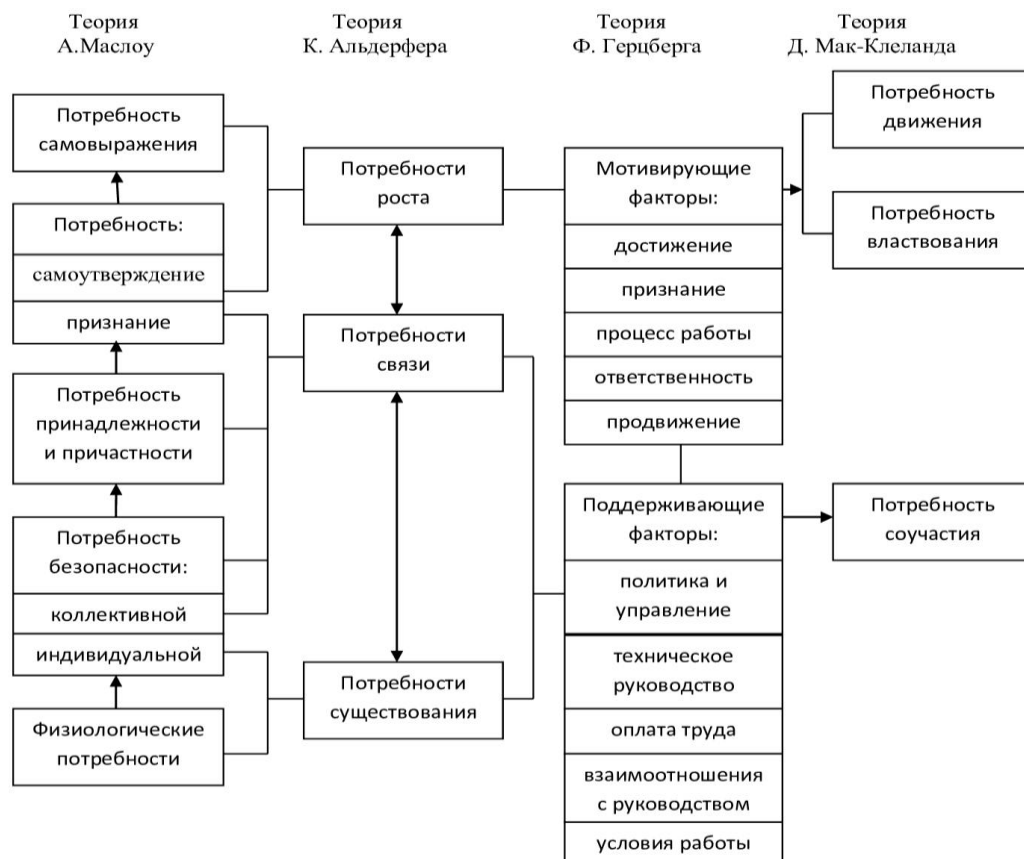 Теория
А.Маслоу
Теория
К. Альдерфера
Теория
Ф. Герцберга
Теория
Д. Мак-Клеланда
Потребность
самовыражения
Потребность:
самоутверждение
признание
Потребность
принадлежности
и причастности
Потребность
безопасности:
коллективной
индивидуальной
Физиологические
потребности
Потребности
роста
Потребности
связи
Потребности
существования
Мотивирующие
факторы:
достижение
признание
процесс работы
ответственность
продвижение
Поддерживающие
факторы:
политика и
управление
техническое
руководство
оплата труда
взаимоотношения
с руководством
условия работы
Потребность
движения
Потребность
властвования
Потребность
соучастия